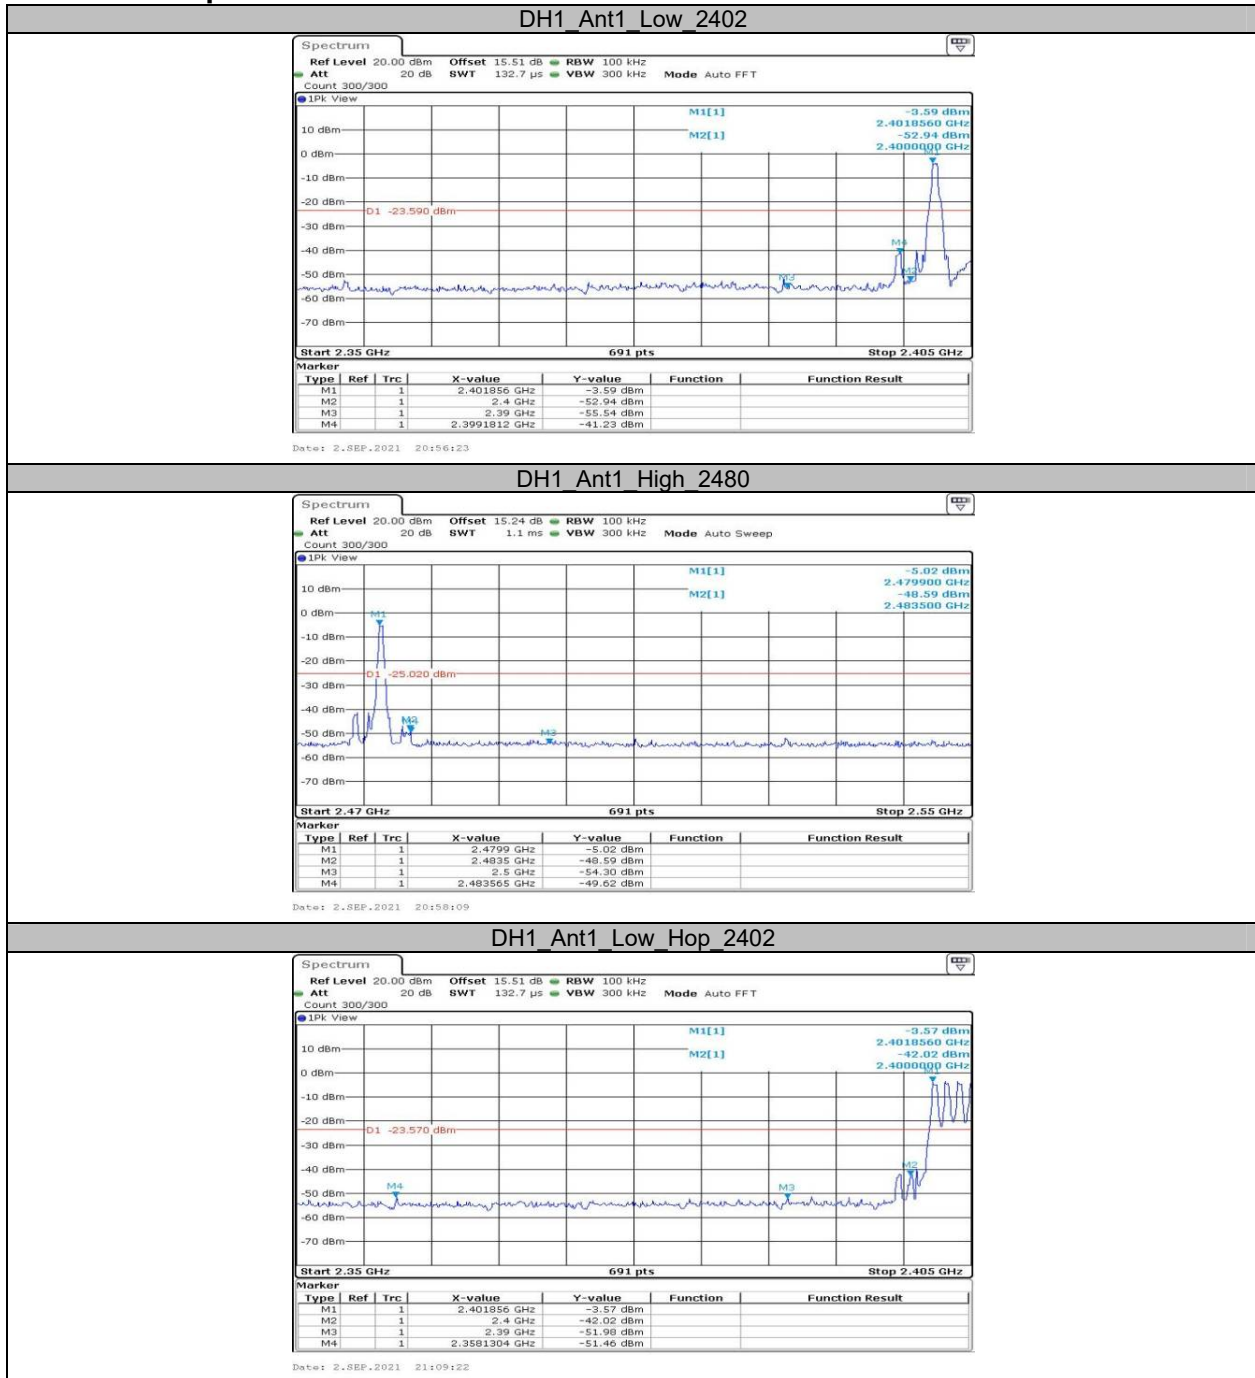 DH1_Ant1_Low_2402
Spectrum
Ref Level 20.00 dBm Offset 15.51 dB RBW 100 kHz
Att 20 dB SWT 132.7 µs VBW 300 kHz Mode Auto FFT
Count 300/300
1Pk View
M1[1] -3.59 dBm
2.4018560 GHz
10 dBm
M2[1] -52.94 dBm
2.4000000 GHz
0 dBm
M1
-10 dBm
-20 dBm
D1 -23.590 dBm
-30 dBm
-40 dBm
M4
-50 dBm
M3 M2
-60 dBm
-70 dBm
Start 2.35 GHz 691 pts Stop 2.405 GHz
Marker
Type Ref Trc X-value Y-value Function Function Result
M1 1 2.401856 GHz -3.59 dBm
M2 1 2.4 GHz -52.94 dBm
M3 1 2.39 GHz -55.54 dBm
M4 1 2.3991812 GHz -41.23 dBm
Date: 2.SEP.2021 20:56:23
DH1_Ant1_High_2480
Spectrum
Ref Level 20.00 dBm Offset 15.24 dB RBW 100 kHz
Att 20 dB SWT 1.1 ms VBW 300 kHz Mode Auto Sweep
Count 300/300
1Pk View
M1[1] -5.02 dBm
2.479900 GHz
10 dBm
M2[1] -48.59 dBm
2.483500 GHz
0 dBm
M1
-10 dBm
-20 dBm
D1 -25.020 dBm
-30 dBm
-40 dBm
-50 dBm
M3
-60 dBm
-70 dBm
Start 2.47 GHz 691 pts Stop 2.55 GHz
Marker
Type Ref Trc X-value Y-value Function Function Result
M1 1 2.4799 GHz -5.02 dBm
M2 1 2.4835 GHz -48.59 dBm
M3 1 2.5 GHz -54.30 dBm
M4 1 2.483565 GHz -49.62 dBm
Date: 2.SEP.2021 20:58:09
DH1_Ant1_Low_Hop_2402
Spectrum
Ref Level 20.00 dBm Offset 15.51 dB RBW 100 kHz
Att 20 dB SWT 132.7 µs VBW 300 kHz Mode Auto FFT
Count 300/300
1Pk View
M1[1] -3.57 dBm
2.4018560 GHz
10 dBm
M2[1] -42.02 dBm
2.4000000 GHz
0 dBm
M1
-10 dBm
-20 dBm
D1 -23.570 dBm
-30 dBm
-40 dBm
M2
M4 M3
-50 dBm
-60 dBm
-70 dBm
Start 2.35 GHz 691 pts Stop 2.405 GHz
Marker
Type Ref Trc X-value Y-value Function Function Result
M1 1 2.401856 GHz -3.57 dBm
M2 1 2.4 GHz -42.02 dBm
M3 1 2.39 GHz -51.98 dBm
M4 1 2.3581304 GHz -51.46 dBm
Date: 2.SEP.2021 21:09:22